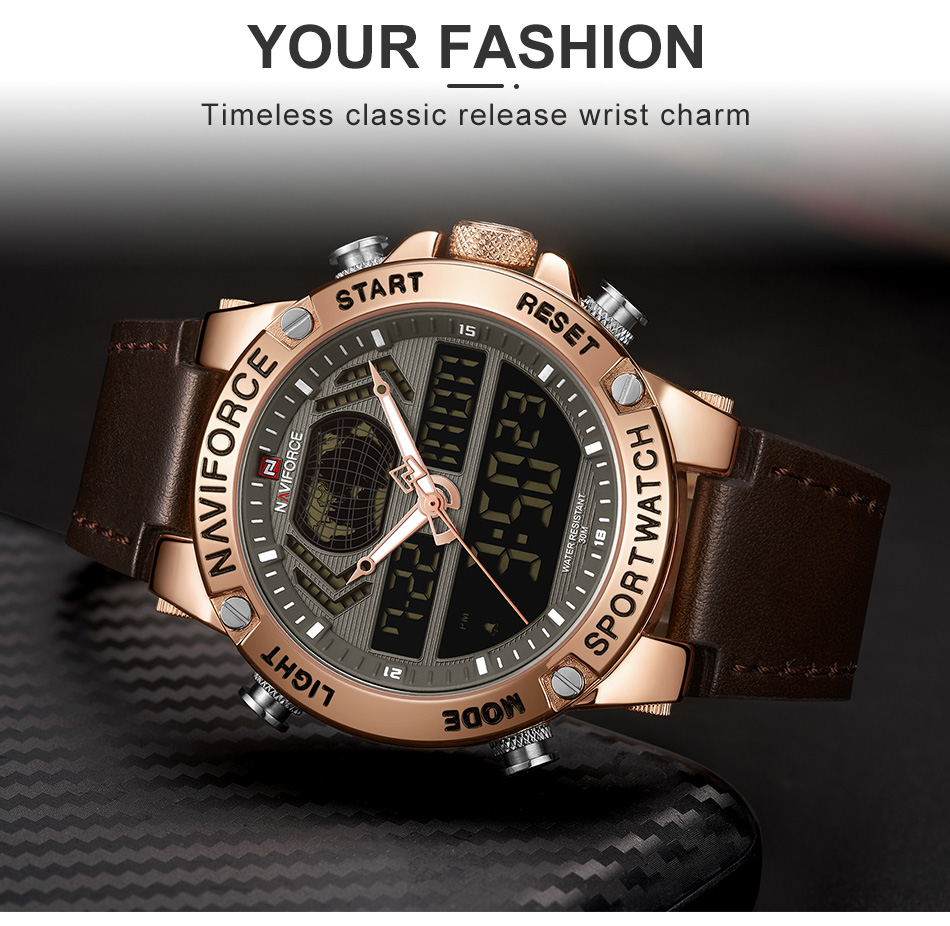 YOUR FASHION
Timeless classic release wrist charm
START
RESET
NAVIFORCE
SPORTWATCH
LIGHT
MODE
15
18
21
NAVIFORCE
WATER RESISTANT
30M
PM